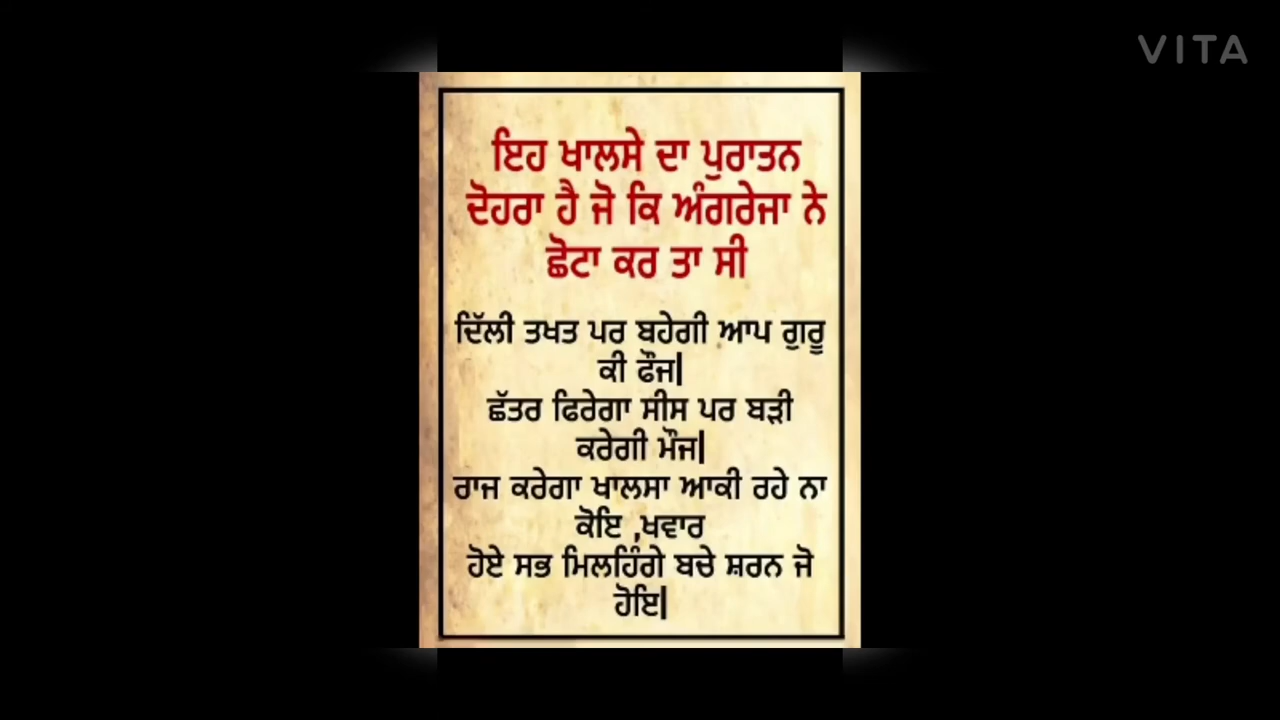 VITA
ਇਹ ਖਾਲਸੇ ਦਾ ਪੁਰਾਤਨ
ਦੋਹਰਾ ਹੈ ਜੋ ਕਿ ਅੰਗਰੇਜਾ ਨੇ
ਛੋਟਾ ਕਰ ਤਾ ਸੀ
ਦਿੱਲੀ ਤਖਤ ਪਰ ਬਹੇਗੀ ਆਪ ਗੁਰੂ
ਕੀ ਫੌਜ|
ਛੱਤਰ ਫਿਰੇਗਾ ਸੀਸ ਪਰ ਬੜੀ
ਕਰੇਗੀ ਮੌਜ|
ਰਾਜ ਕਰੇਗਾ ਖਾਲਸਾ ਆਕੀ ਰਹੇ ਨਾ
ਕੋਇ ,ਖਵਾਰ
ਹੋਏ ਸਭ ਮਿਲਹਿੰਗੇ ਬਚੇ ਸ਼ਰਨ ਜੋ
ਹੋਇ|